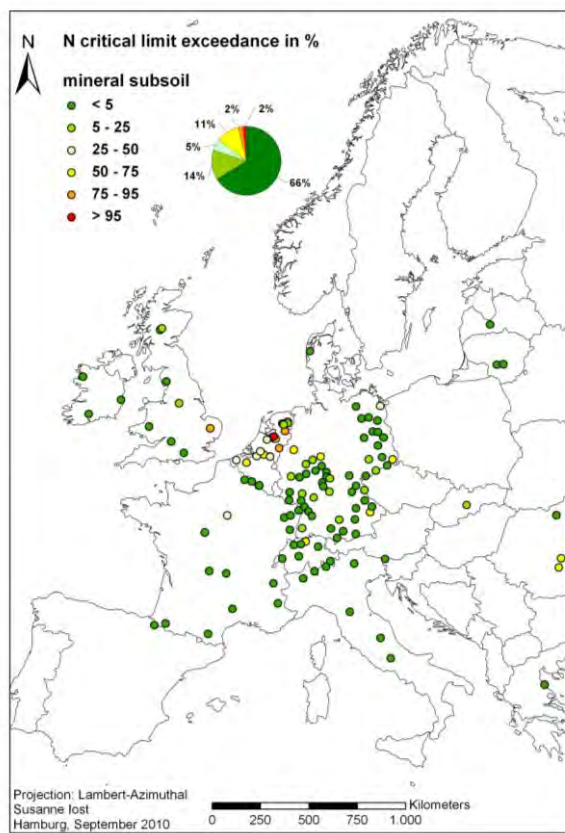 N
N critical limit exceedance in %
mineral subsoil
< 5
5 - 25
25 - 50
50 - 75
75 - 95
> 95
2%
2%
11%
5%
14%
66%
Projection: Lambert-Azimuthal
Susanne Iost
Hamburg, September 2010
Kilometers
0 250 500 750 1.000